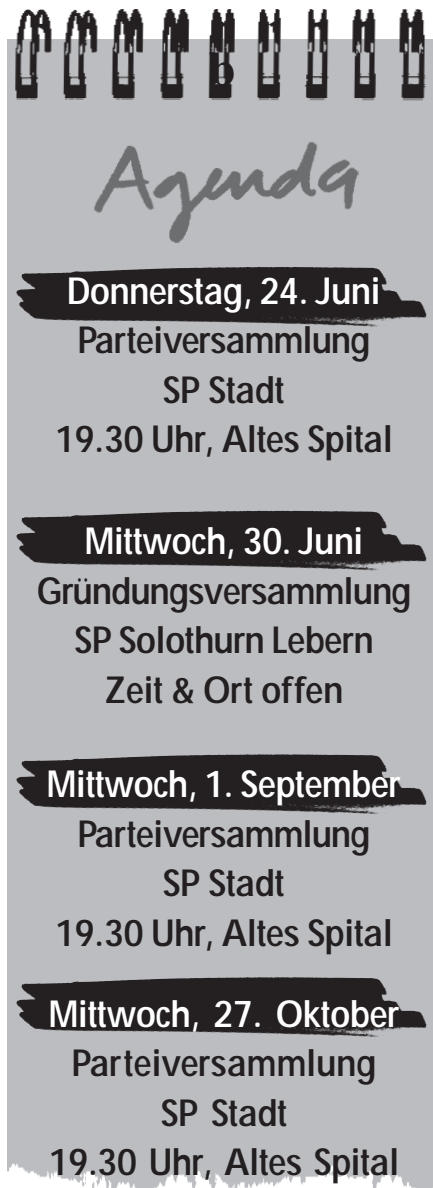 Agenda
Donnerstag, 24. Juni
Parteiversammlung
SP Stadt
19.30 Uhr, Altes Spital
Mittwoch, 30. Juni
Gründungsversammlung
SP Solothurn Lebern
Zeit & Ort offen
Mittwoch, 1. September
Parteiversammlung
SP Stadt
19.30 Uhr, Altes Spital
Mittwoch, 27. Oktober
Parteiversammlung
SP Stadt
19.30 Uhr, Altes Spital